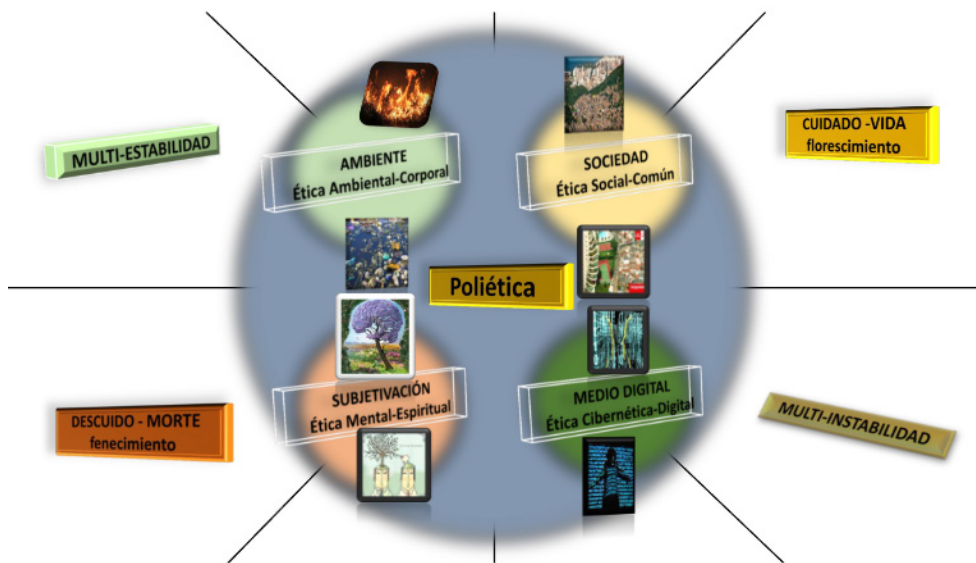 MULTI-ESTABILIDAD
AMBIENTE
Ética Ambiental-Corporal
SOCIEDAD
Ética Social-Común
CUIDADO -VIDA
florescimiento
Poliética
DESCUIDO - MORTE
fenecimiento
SUBJETIVACIÓN
Ética Mental-Espiritual
MEDIO DIGITAL
Ética Cibernética-Digital
MULTI-INSTABILIDAD